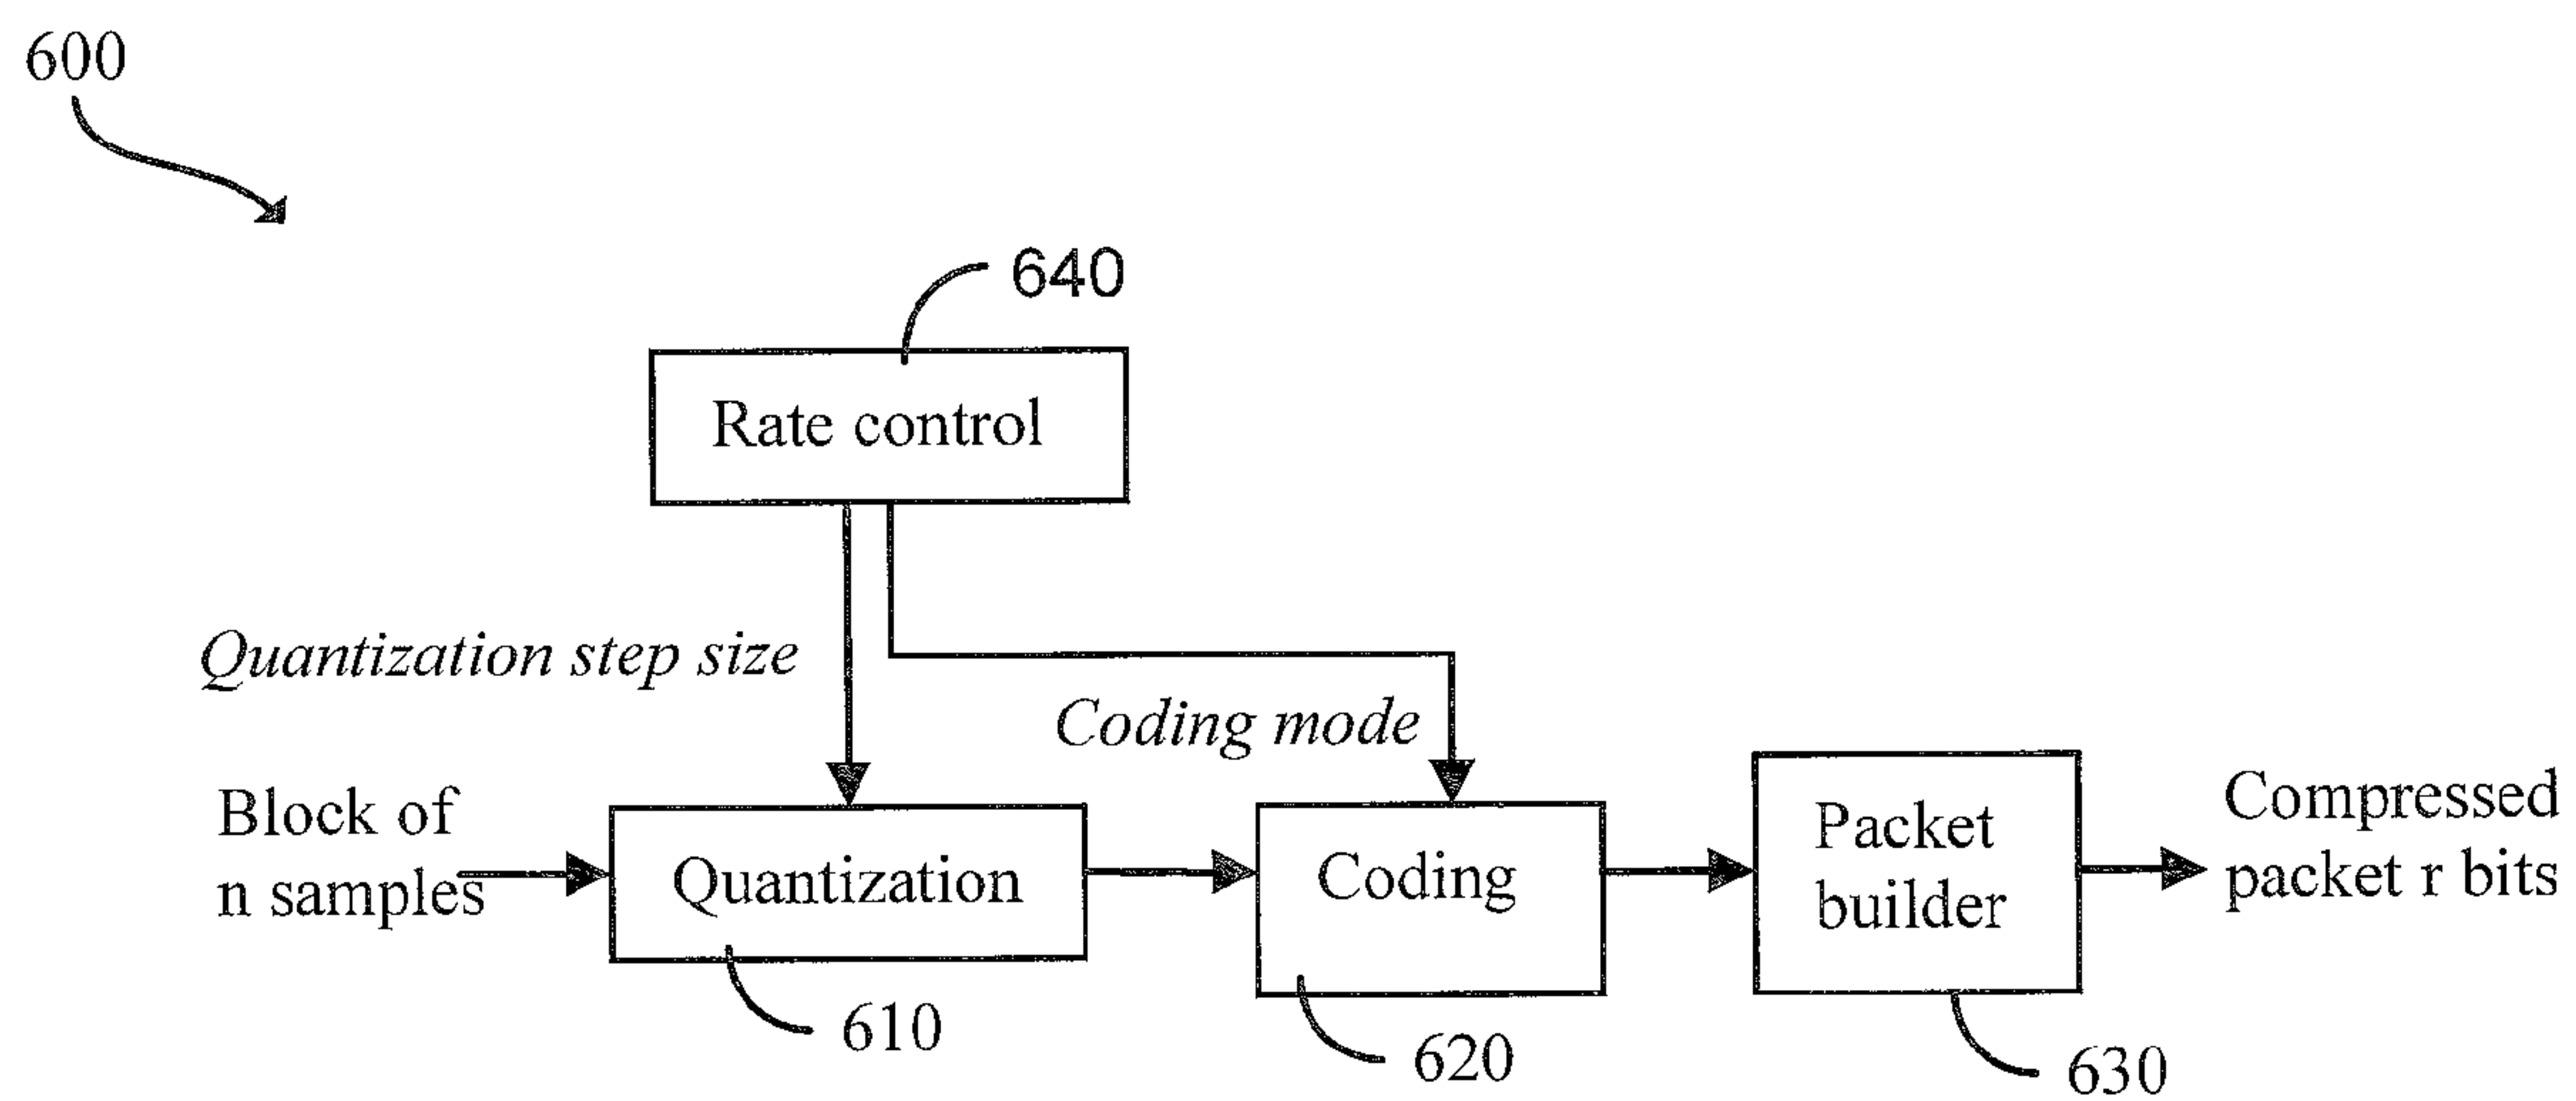 600
640
Rate control
Quantization step size
Coding mode
Block of
n samples
Quantization
Coding
Packet
builder
Compressed
packet r bits
610
620
630